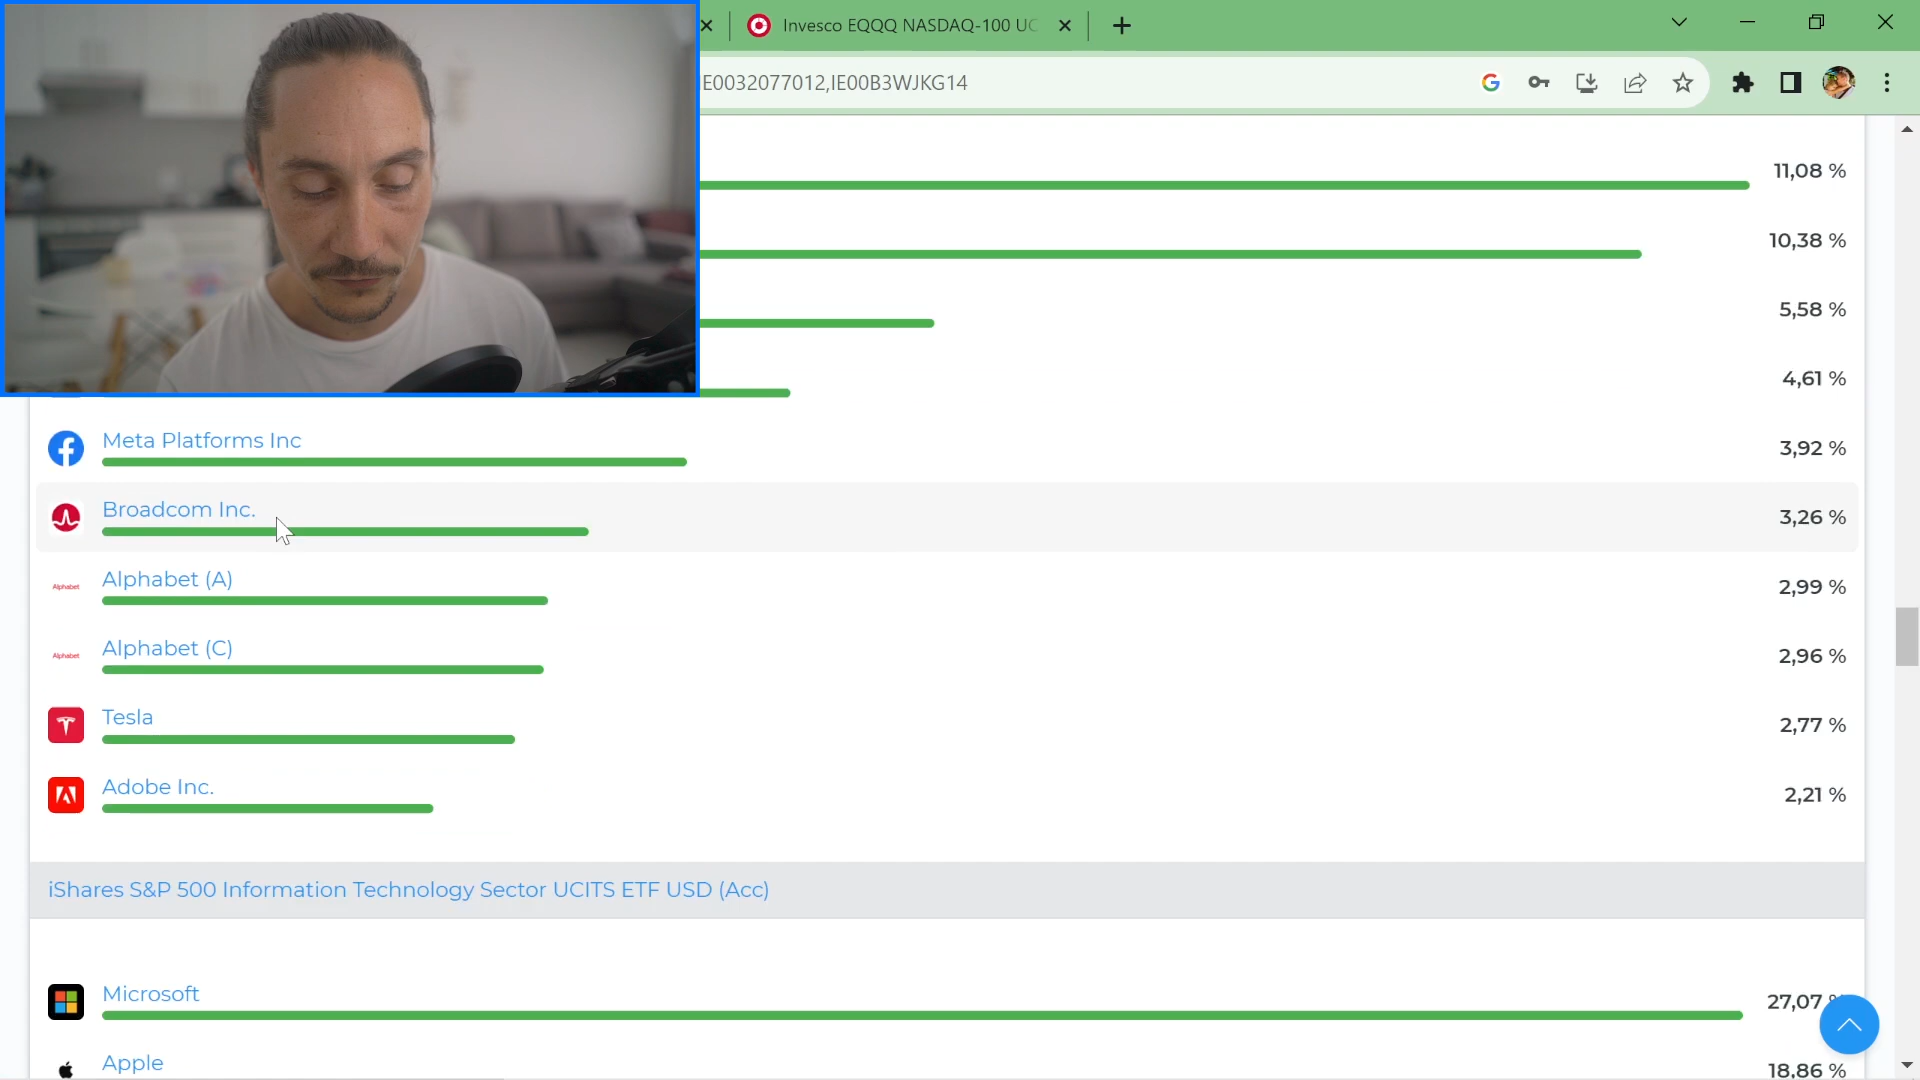 Invesco EQQQ NASDAQ-100 UC
E0032077012,IE00B3WJKG14
11,08 %
10,38 %
5,58 %
4,61 %
Meta Platforms Inc
3,92 %
Broadcom Inc.
3,26 %
Alphabet
Alphabet (A)
2,99 %
Alphabet
Alphabet (C)
2,96 %
Tesla
2,77 %
Adobe Inc.
2,21 %
iShares S&P 500 Information Technology Sector UCITS ETF USD (Acc)
Microsoft
27,07 %
Apple
18,86 %